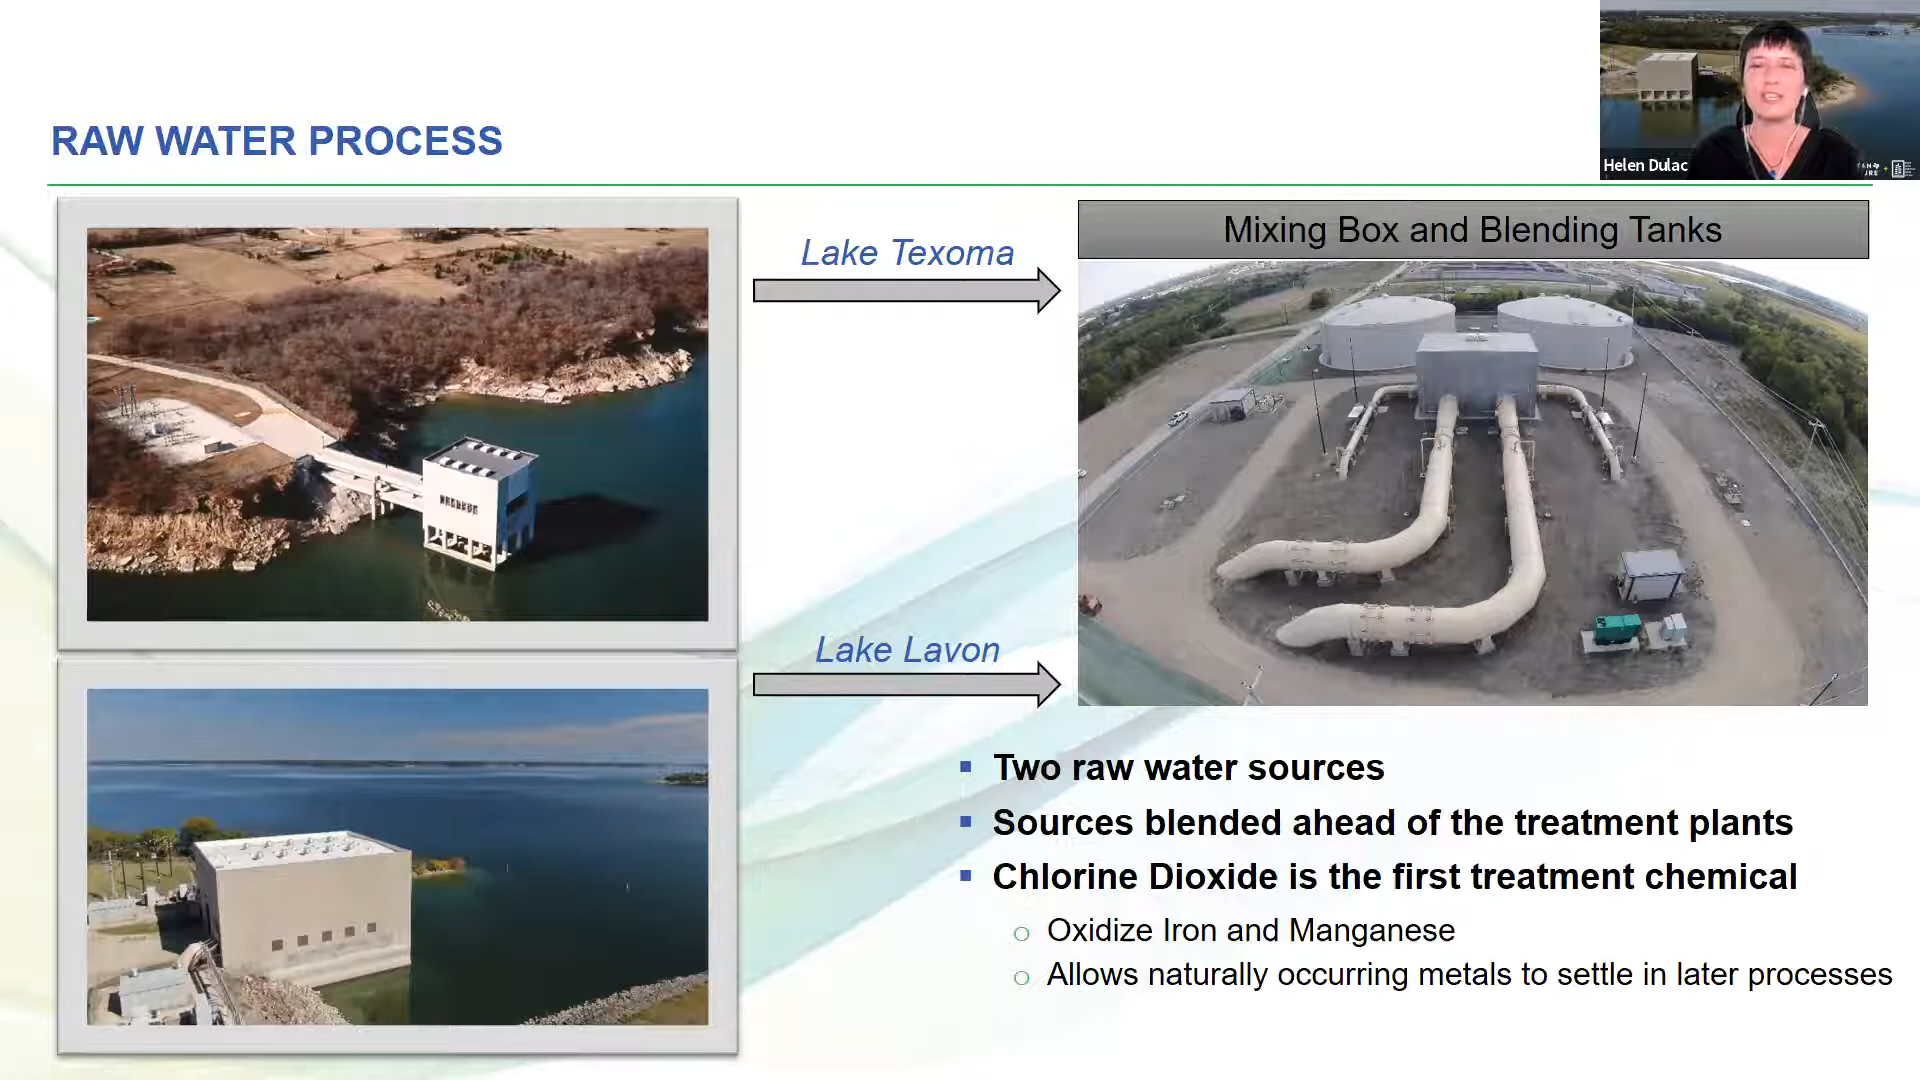 RAW WATER PROCESS
Helen Dulac
Lake Texoma
Mixing Box and Blending Tanks
Lake Lavon
Two raw water sources
Sources blended ahead of the treatment plants
Chlorine Dioxide is the first treatment chemical
Oxidize Iron and Manganese
Allows naturally occurring metals to settle in later processes